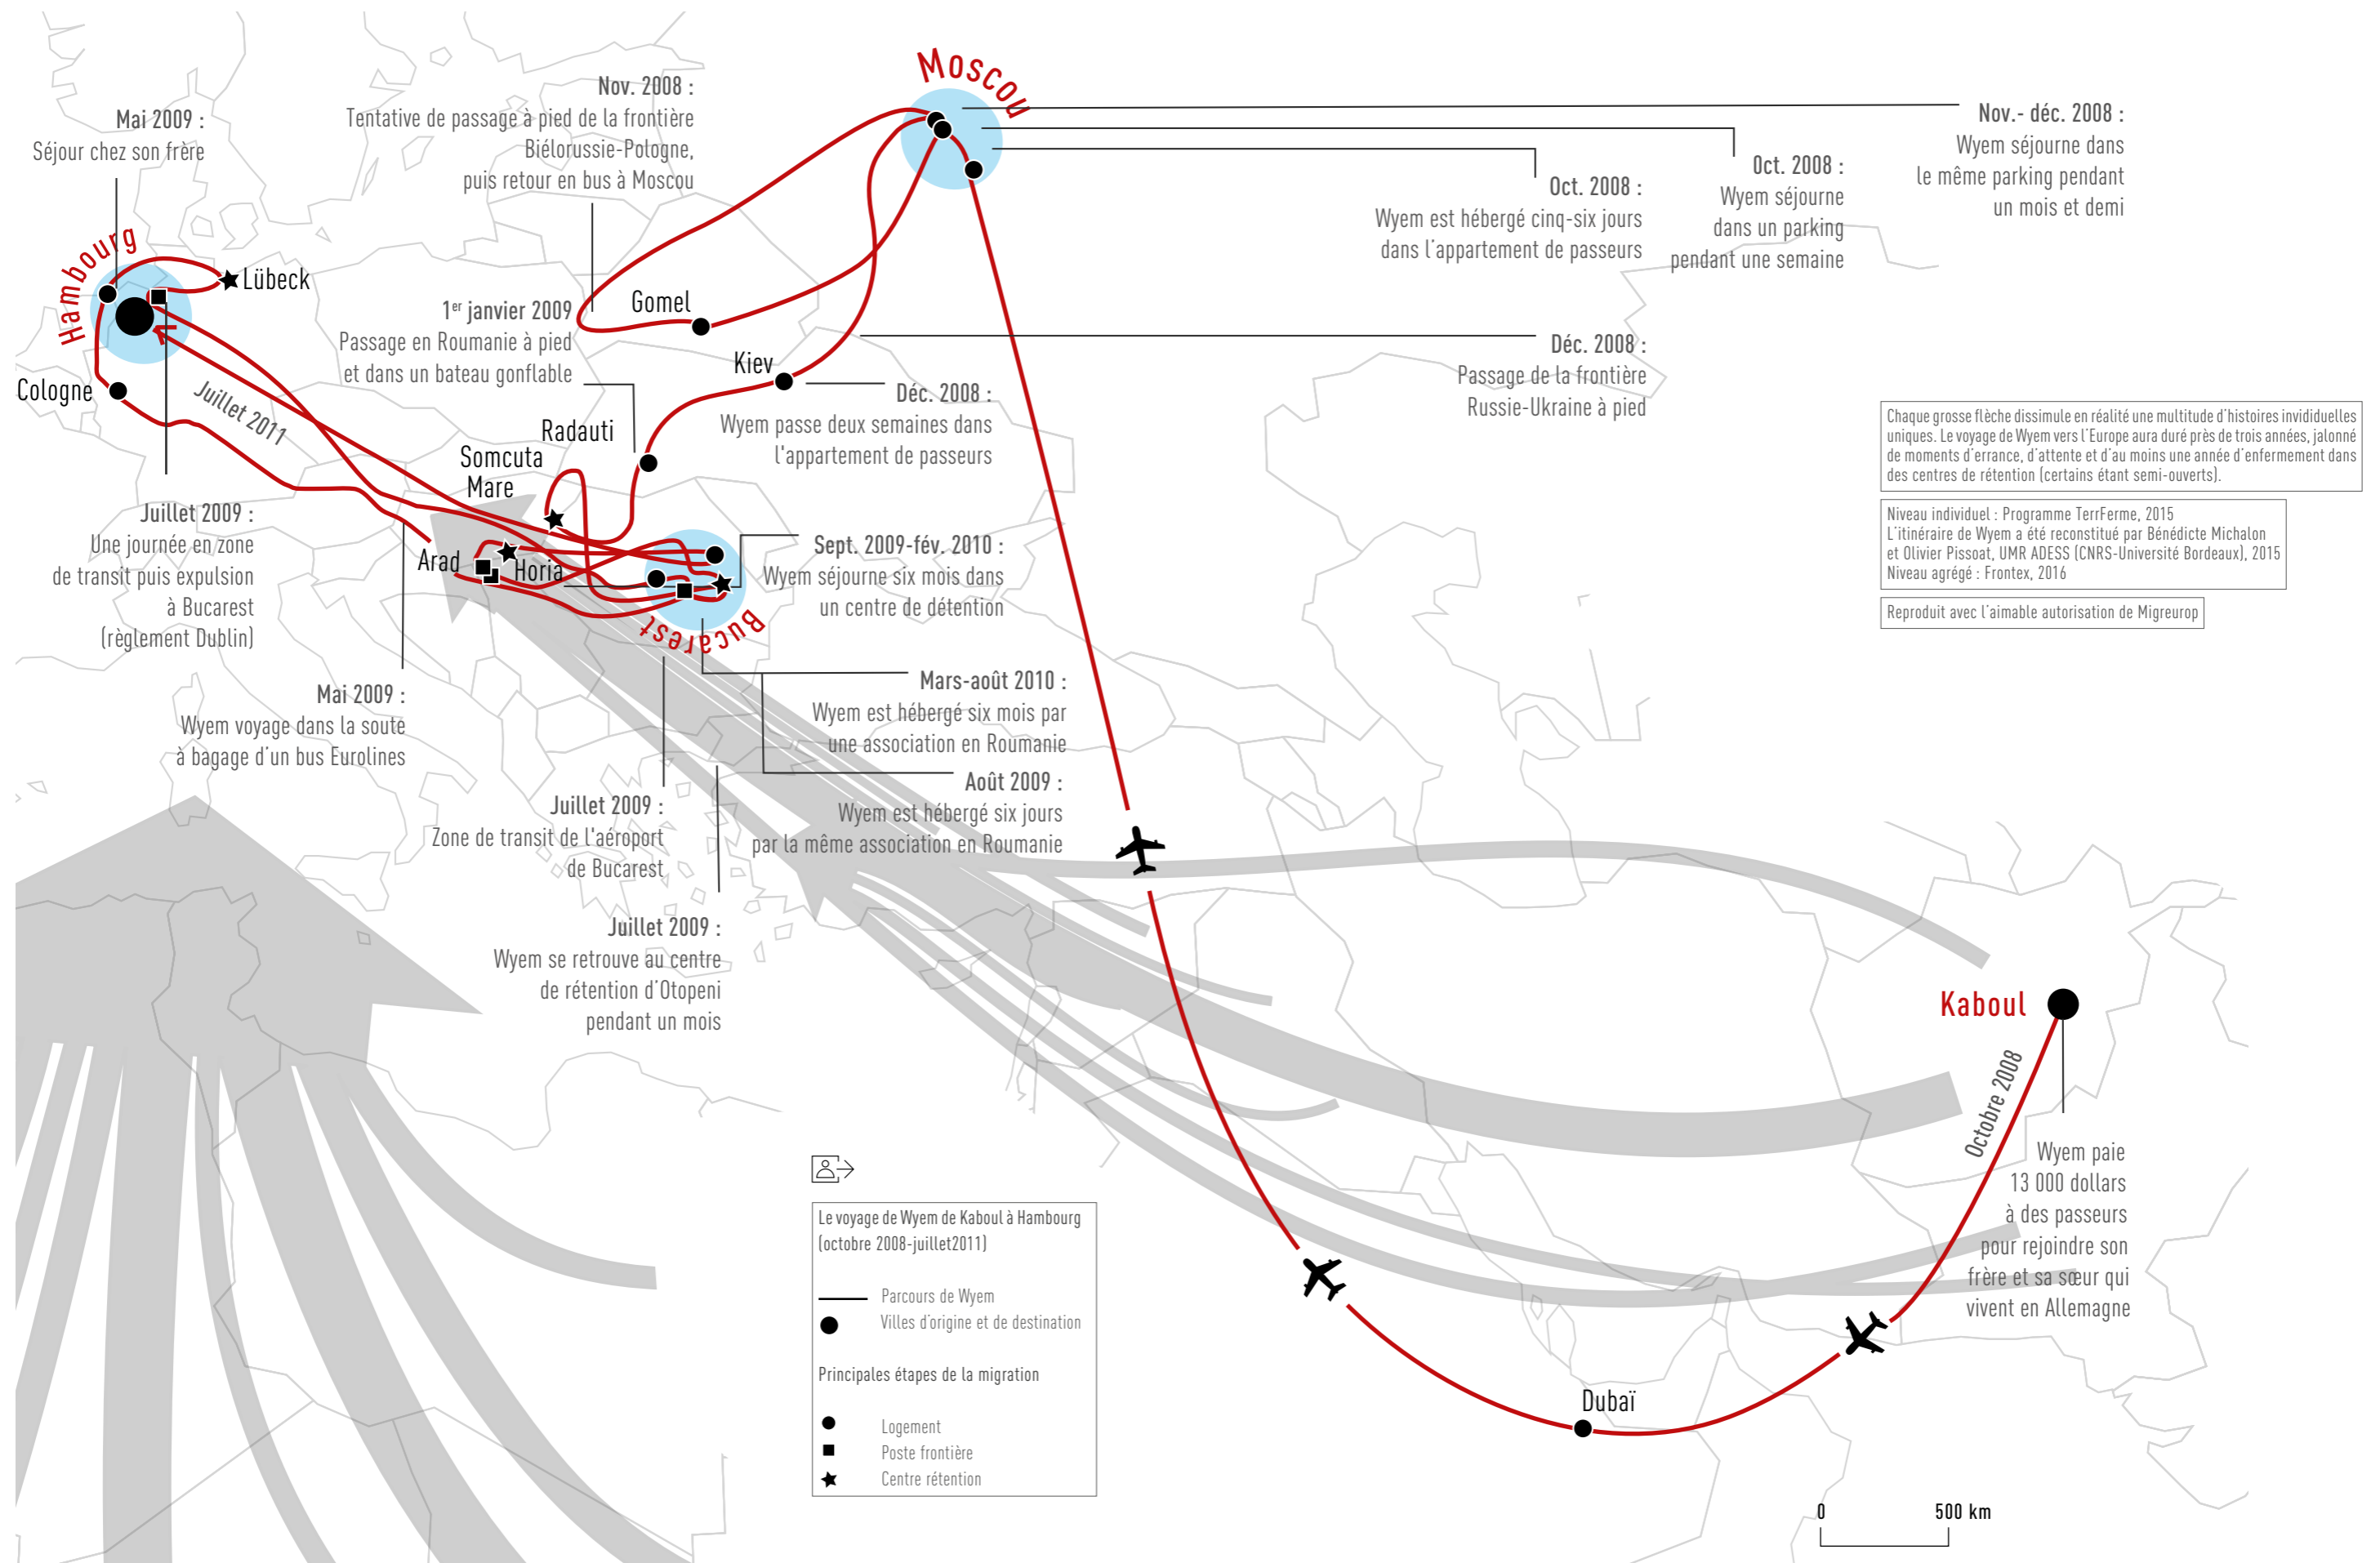 Moscou
Nov. 2008 :
Tentative de passage à pied de la frontière
Biélorussie-Pologne,
puis retour en bus à Moscou
Mai 2009 :
Séjour chez son frère
Nov.- déc. 2008 :
Wyem séjourne dans
le même parking pendant
un mois et demi
Oct. 2008 :
Wyem séjourne
dans un parking
pendant une semaine
Oct. 2008 :
Wyem est hébergé cinq-six jours
dans l'appartement de passeurs
Hambourg
Lübeck
Gomel
1er janvier 2009
Passage en Roumanie à pied
et dans un bateau gonflable
Kiev
Déc. 2008 :
Passage de la frontière
Russie-Ukraine à pied
Cologne
Juillet 2011
Déc. 2008 :
Wyem passe deux semaines dans
l'appartement de passeurs
Radauti
Somcuta
Mare
Chaque grosse flèche dissimule en réalité une multitude d'histoires invididuelles
uniques. Le voyage de Wyem vers l'Europe aura duré près de trois années, jalonné
de moments d'errance, d'attente et d'au moins une année d'enfermement dans
des centres de rétention (certains étant semi-ouverts).
Niveau individuel : Programme TerrFerme, 2015
L'itinéraire de Wyem a été reconstitué par Bénédicte Michalon
et Olivier Pissoat, UMR ADESS (CNRS-Université Bordeaux), 2015
Niveau agrégé : Frontex, 2016
Reproduit avec l'aimable autorisation de Migreurop
Juillet 2009 :
Une journée en zone
de transit puis expulsion
à Bucarest
(règlement Dublin)
Arad
Horia
Bucarest
Sept. 2009-fév. 2010 :
Wyem séjourne six mois dans
un centre de détention
Mai 2009 :
Wyem voyage dans la soute
à bagage d'un bus Eurolines
Mars-août 2010 :
Wyem est hébergé six mois par
une association en Roumanie
Août 2009 :
Wyem est hébergé six jours
par la même association en Roumanie
Juillet 2009 :
Zone de transit de l'aéroport
de Bucarest
Juillet 2009 :
Wyem se retrouve au centre
de rétention d'Otopeni
pendant un mois
Kaboul
Octobre 2008
Wyem paie
13 000 dollars
à des passeurs
pour rejoindre son
frère et sa sœur qui
vivent en Allemagne
Le voyage de Wyem de Kaboul à Hambourg
(octobre 2008-juillet2011)
Parcours de Wyem
Villes d'origine et de destination
Principales étapes de la migration
Logement
Poste frontière
Centre rétention
Dubaï
0 500 km